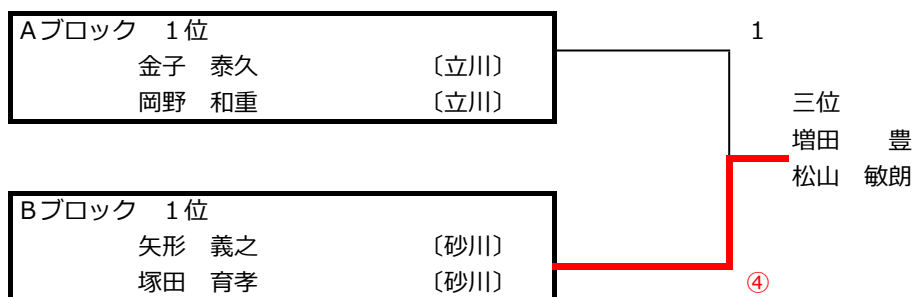 Aブロック　1位
1
金子　泰久　〔立川〕
岡野　和重　〔立川〕
三位
増田　豊
松山　敏朗
Bブロック　1位
矢形　義之　〔砂川〕
塚田　育孝　〔砂川〕
④